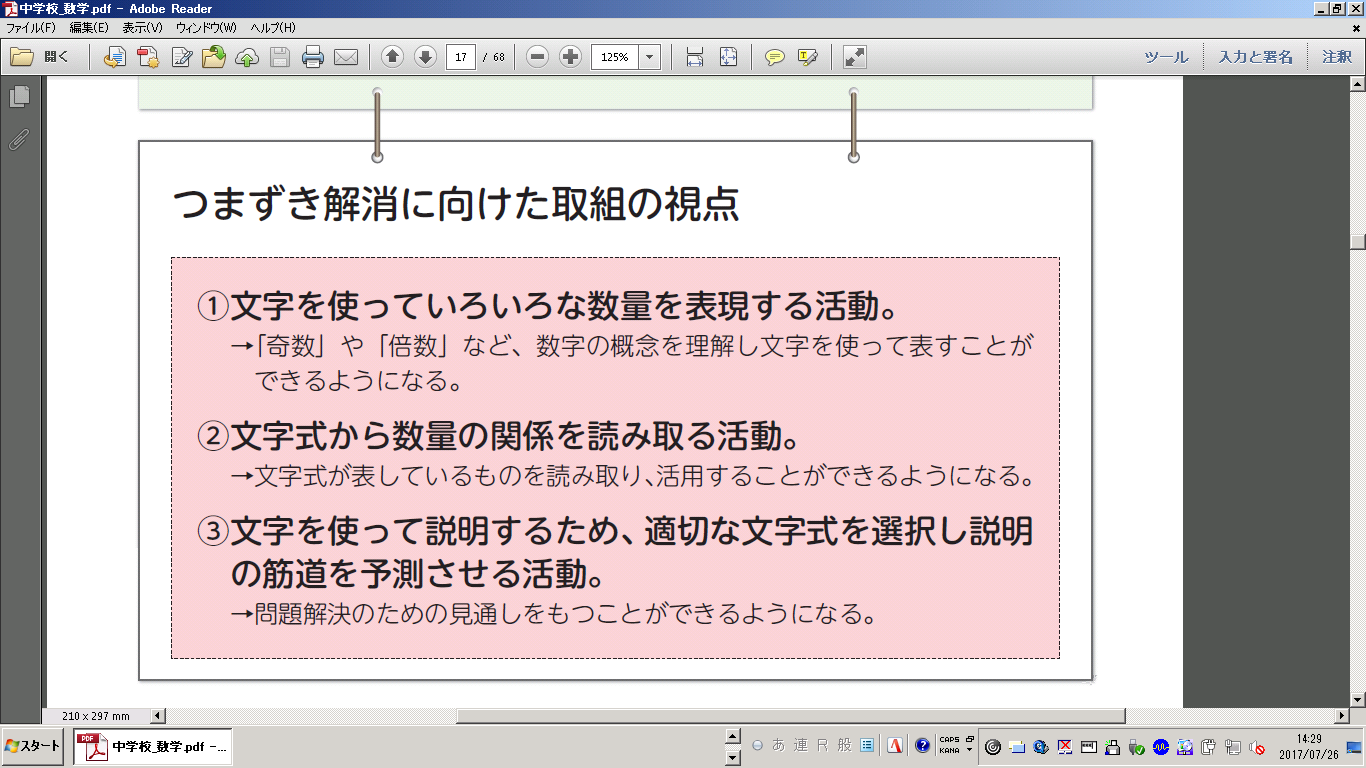 中学校_数学.pdf - Adobe Reader
ファイル(F) 編集(E) 表示(V) ウィンドウ(W) ヘルプ(H)
開く 17 / 68 125% ツール 入力と署名 注釈
つまずき解消に向けた取組の視点
①文字を使っていろいろな数量を表現する活動。
→「奇数」や「倍数」など、数字の概念を理解し文字を使って表すことが
できるようになる。
②文字式から数量の関係を読み取る活動。
→文字式が表しているものを読み取り、活用することができるようになる。
③文字を使って説明するため、適切な文字式を選択し説明
の筋道を予測させる活動。
→問題解決のための見通しをもつことができるようになる。
210 x 297 mm
スタート PDF 中学校_数学.pdf -... あ 連 R 般 A CAPS KANA 14:29
2017/07/26